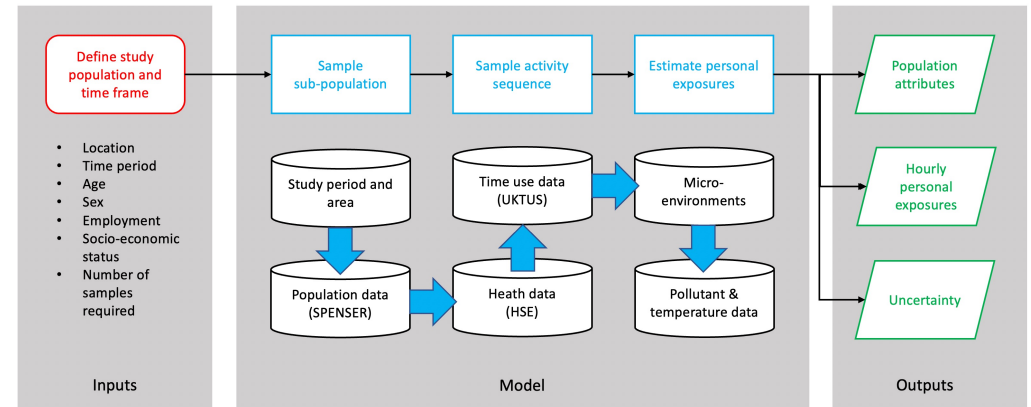 Define study
population and
time frame
• Location
• Time period
• Age
• Sex
• Employment
• Socio-economic
status
• Number of
samples
required
Inputs
Sample
sub-population
Sample activity
sequence
Estimate personal
exposures
Study period and
area
Time use data
(UKTUS)
Micro-
environments
Population data
(SPENSER)
Heath data
(HSE)
Pollutant &
temperature data
Model
Population
attributes
Hourly
personal
exposures
Uncertainty
Outputs